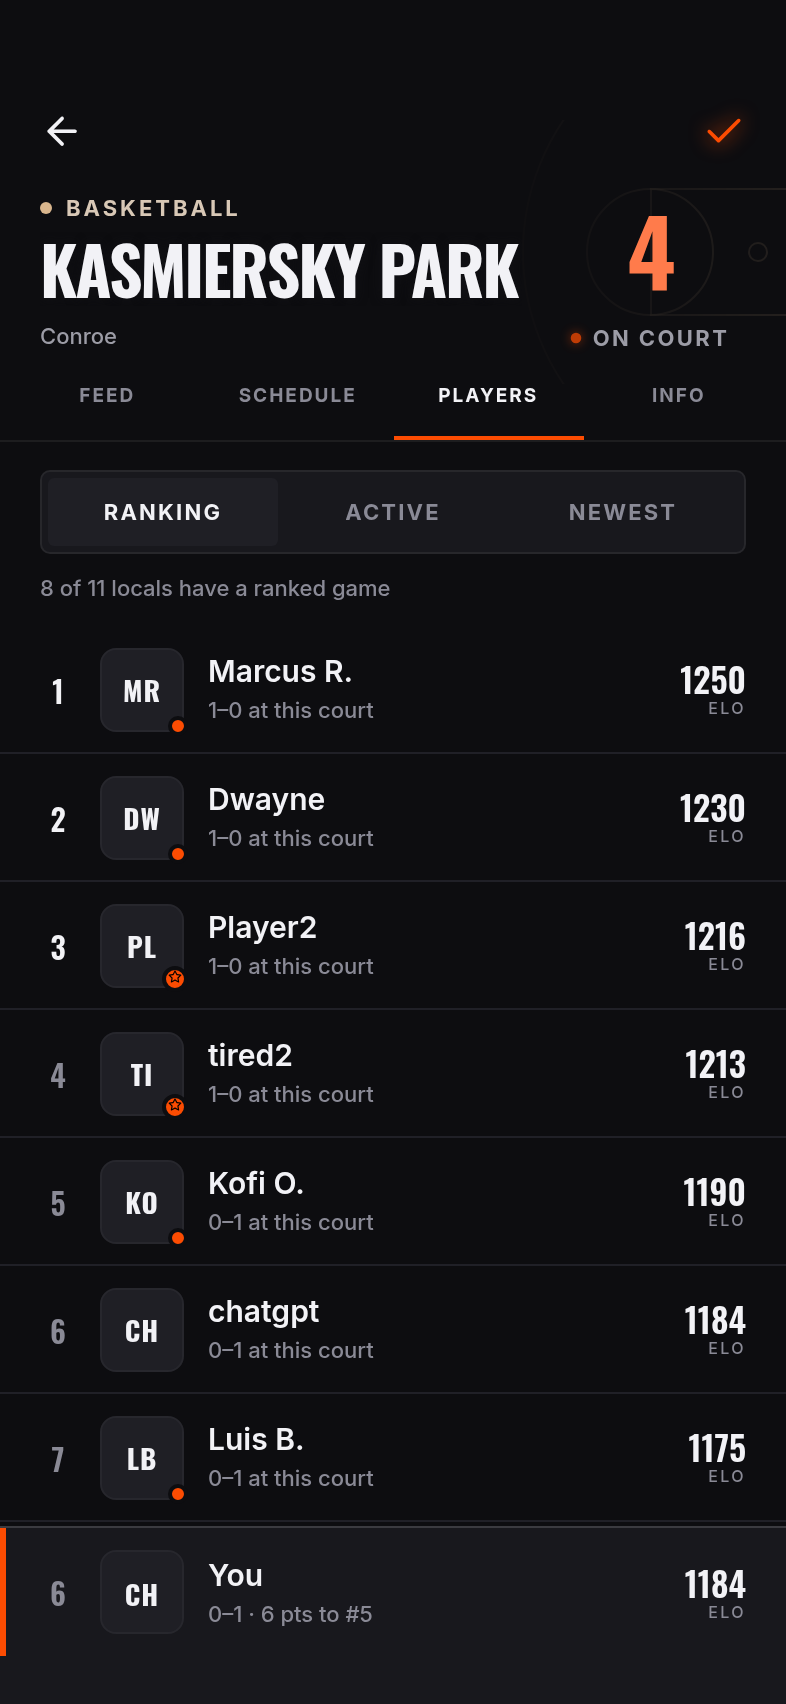 BASKETBALL
KASMIERSKY PARK
4
Conroe
ON COURT
FEED SCHEDULE PLAYERS INFO
RANKING ACTIVE NEWEST
8 of 11 locals have a ranked game
1 MR Marcus R. 1250
1–0 at this court ELO
2 DW Dwayne 1230
1–0 at this court ELO
3 PL Player2 1216
1–0 at this court ELO
4 TI tired2 1213
1–0 at this court ELO
5 KO Kofi O. 1190
0–1 at this court ELO
6 CH chatgpt 1184
0–1 at this court ELO
7 LB Luis B. 1175
0–1 at this court ELO
6 CH You 1184
0–1 · 6 pts to #5 ELO